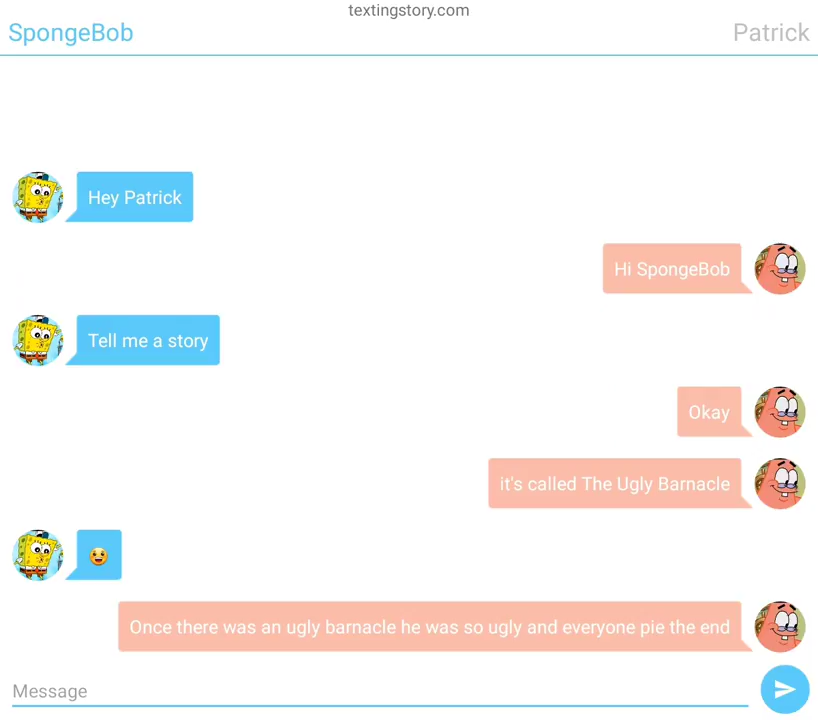 textingstory.com
SpongeBob
Patrick
Hey Patrick
Hi SpongeBob
Tell me a story
Okay
it's called The Ugly Barnacle
Once there was an ugly barnacle he was so ugly and everyone pie the end
Message